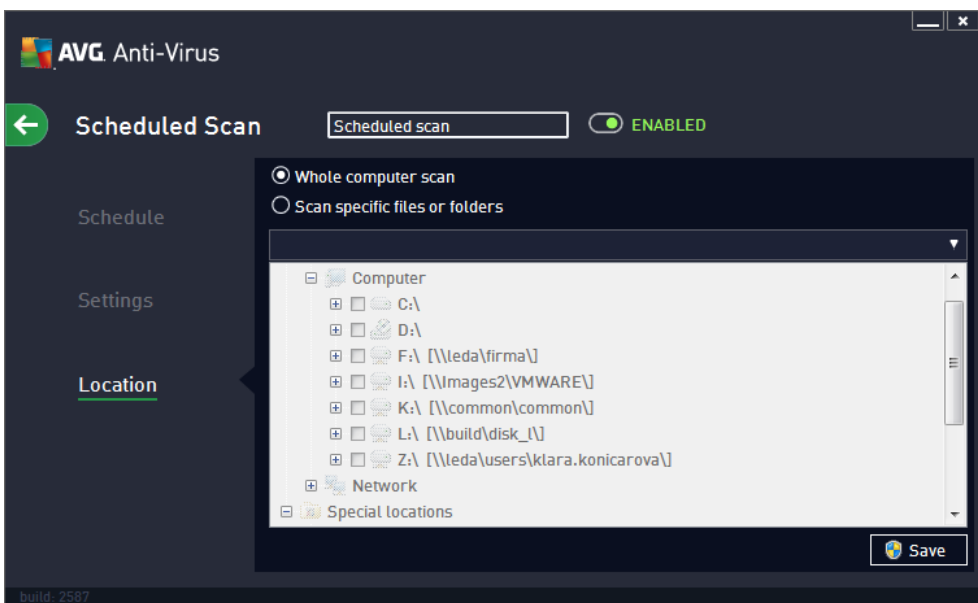 AVG. Anti-Virus
Scheduled Scan
Scheduled scan
ENABLED
Whole computer scan
Schedule
Scan specific files or folders
Computer
C:\
Settings
D:\
F:\ [\\leda\firma\]
I:\ [\\Images2\VMWARE\]
Location
K:\ [\\common\common\]
L:\ [\\build\disk_l\]
Z:\ [\\leda\users\klara.konicarova\]
Network
Special locations
Save
build: 2587